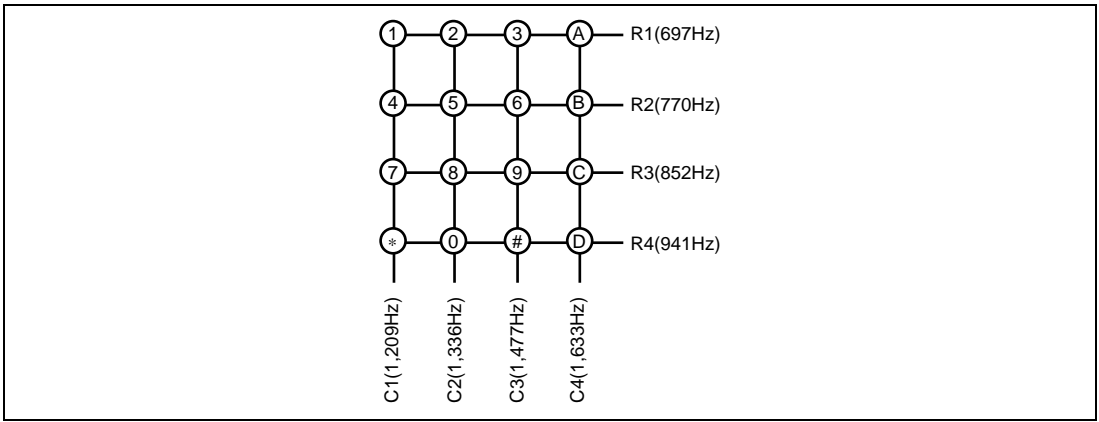 1 2 3 A R1(697Hz)
4 5 6 B R2(770Hz)
7 8 9 C R3(852Hz)
* 0 # D R4(941Hz)
C1(1,209Hz)
C2(1,336Hz)
C3(1,477Hz)
C4(1,633Hz)